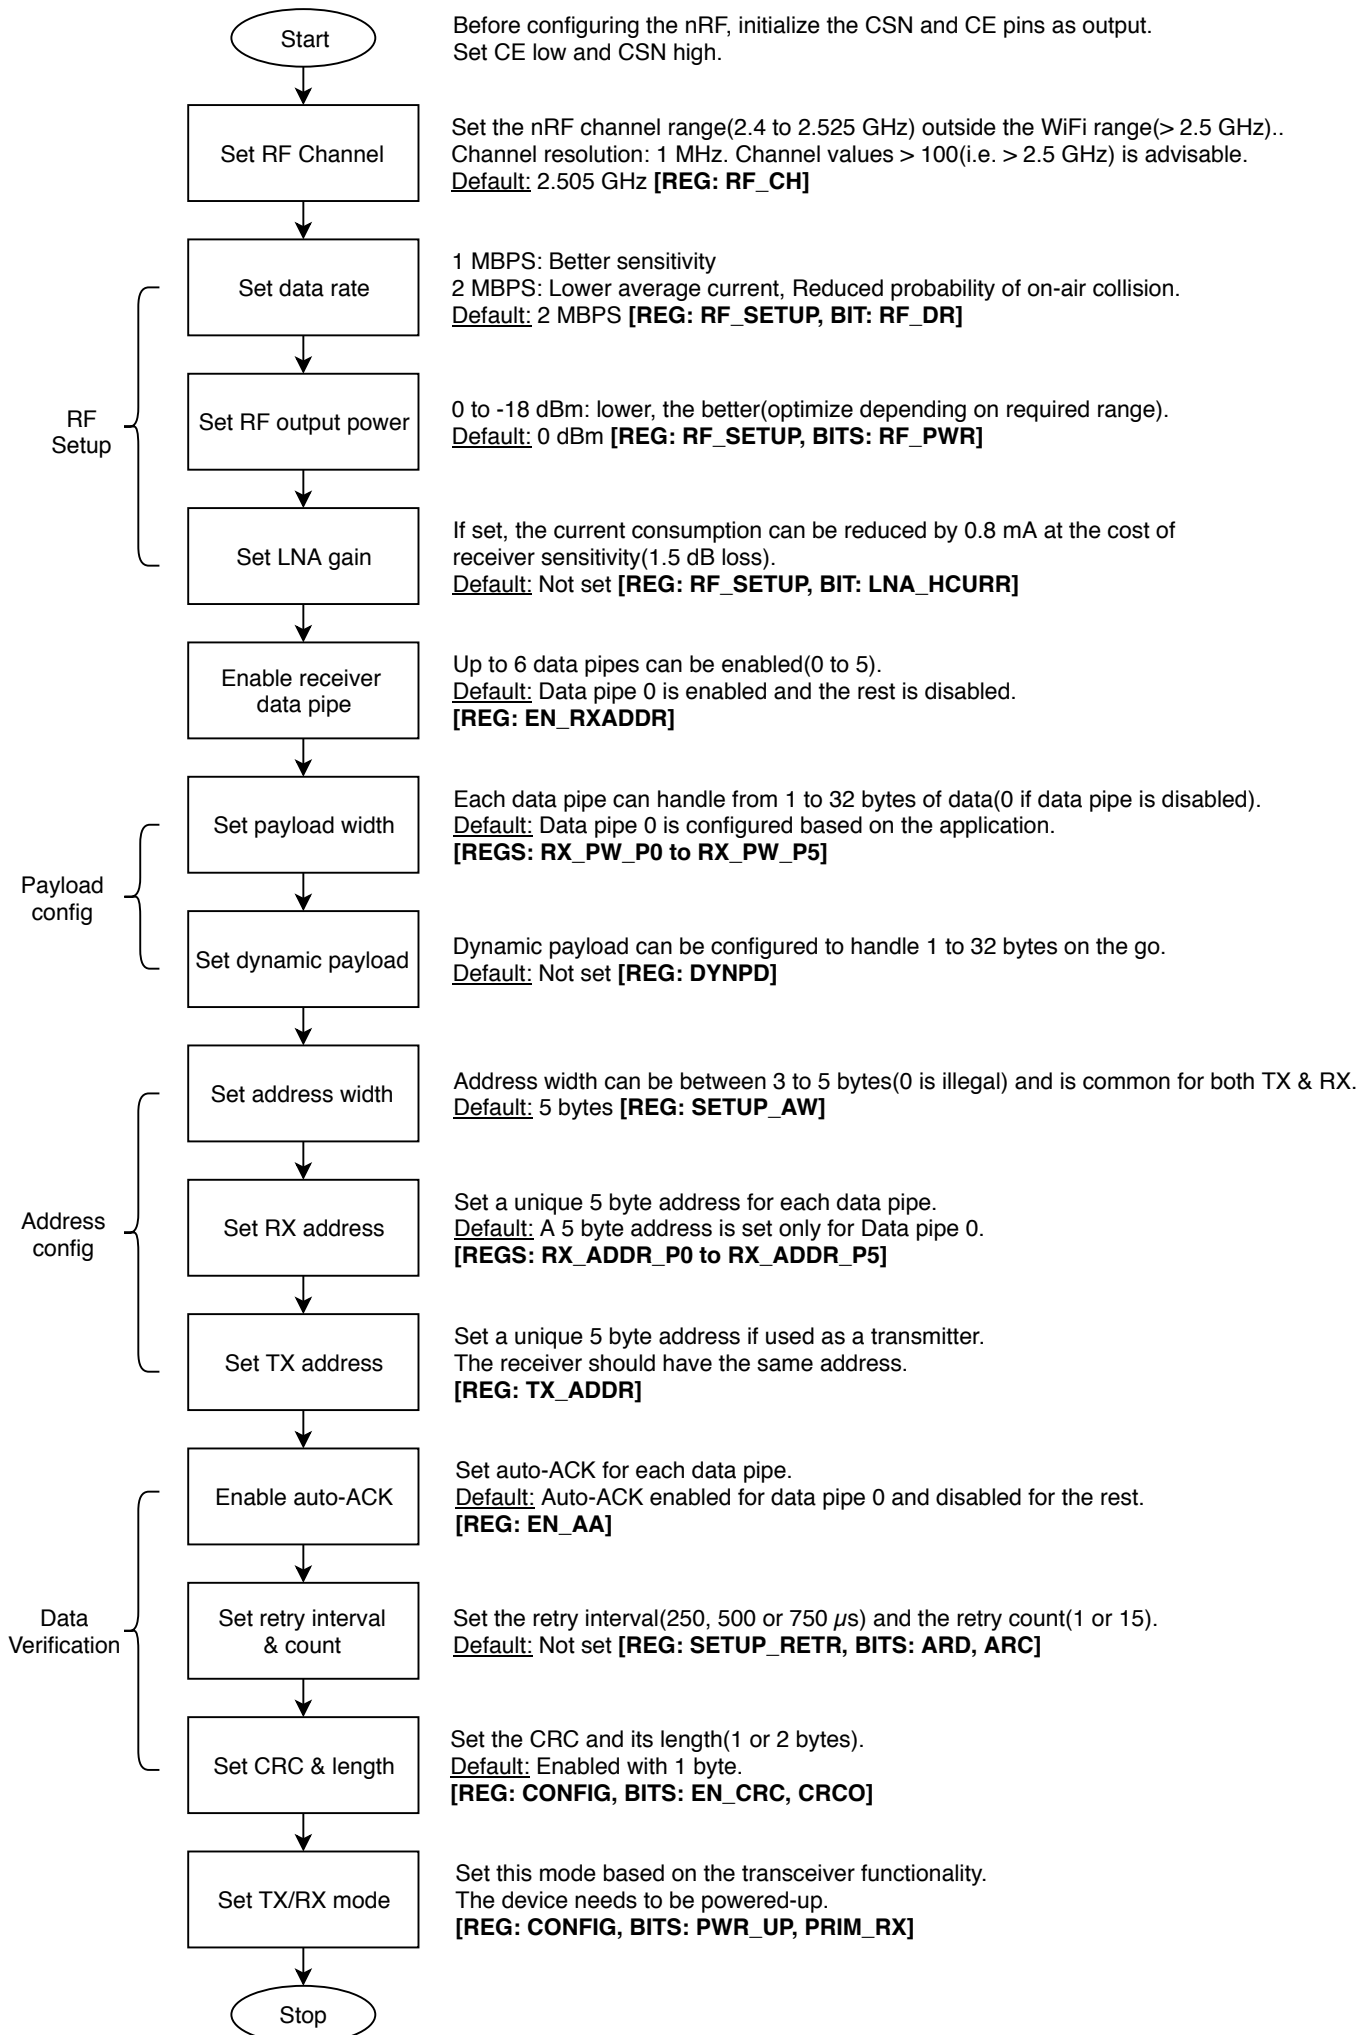 Start
Before configuring the nRF, initialize the CSN and CE pins as output.
Set CE low and CSN high.
Set RF Channel
Set the nRF channel range(2.4 to 2.525 GHz) outside the WiFi range(> 2.5 GHz)..
Channel resolution: 1 MHz. Channel values > 100(i.e. > 2.5 GHz) is advisable.
Default: 2.505 GHz [REG: RF_CH]
RF
Setup
Set data rate
1 MBPS: Better sensitivity
2 MBPS: Lower average current, Reduced probability of on-air collision.
Default: 2 MBPS [REG: RF_SETUP, BIT: RF_DR]
Set RF output power
0 to -18 dBm: lower, the better(optimize depending on required range).
Default: 0 dBm [REG: RF_SETUP, BITS: RF_PWR]
Set LNA gain
If set, the current consumption can be reduced by 0.8 mA at the cost of
receiver sensitivity(1.5 dB loss).
Default: Not set [REG: RF_SETUP, BIT: LNA_HCURR]
Enable receiver
data pipe
Up to 6 data pipes can be enabled(0 to 5).
Default: Data pipe 0 is enabled and the rest is disabled.
[REG: EN_RXADDR]
Payload
config
Set payload width
Each data pipe can handle from 1 to 32 bytes of data(0 if data pipe is disabled).
Default: Data pipe 0 is configured based on the application.
[REGS: RX_PW_P0 to RX_PW_P5]
Set dynamic payload
Dynamic payload can be configured to handle 1 to 32 bytes on the go.
Default: Not set [REG: DYNPD]
Address
config
Set address width
Address width can be between 3 to 5 bytes(0 is illegal) and is common for both TX & RX.
Default: 5 bytes [REG: SETUP_AW]
Set RX address
Set a unique 5 byte address for each data pipe.
Default: A 5 byte address is set only for Data pipe 0.
[REGS: RX_ADDR_P0 to RX_ADDR_P5]
Set TX address
Set a unique 5 byte address if used as a transmitter.
The receiver should have the same address.
[REG: TX_ADDR]
Data
Verification
Enable auto-ACK
Set auto-ACK for each data pipe.
Default: Auto-ACK enabled for data pipe 0 and disabled for the rest.
[REG: EN_AA]
Set retry interval
& count
Set the retry interval(250, 500 or 750 µs) and the retry count(1 or 15).
Default: Not set [REG: SETUP_RETR, BITS: ARD, ARC]
Set CRC & length
Set the CRC and its length(1 or 2 bytes).
Default: Enabled with 1 byte.
[REG: CONFIG, BITS: EN_CRC, CRCO]
Set TX/RX mode
Set this mode based on the transceiver functionality.
The device needs to be powered-up.
[REG: CONFIG, BITS: PWR_UP, PRIM_RX]
Stop